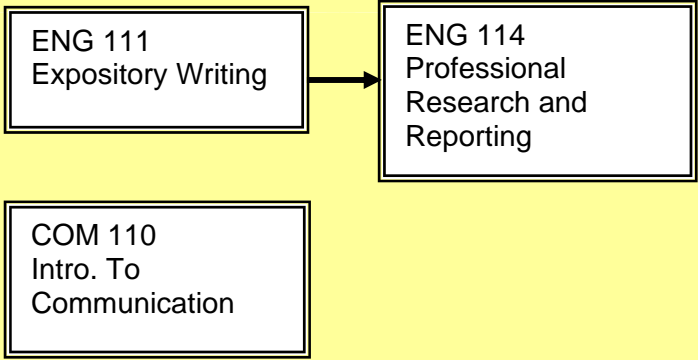 ENG 111
Expository Writing
ENG 114
Professional
Research and
Reporting
COM 110
Intro. To
Communication